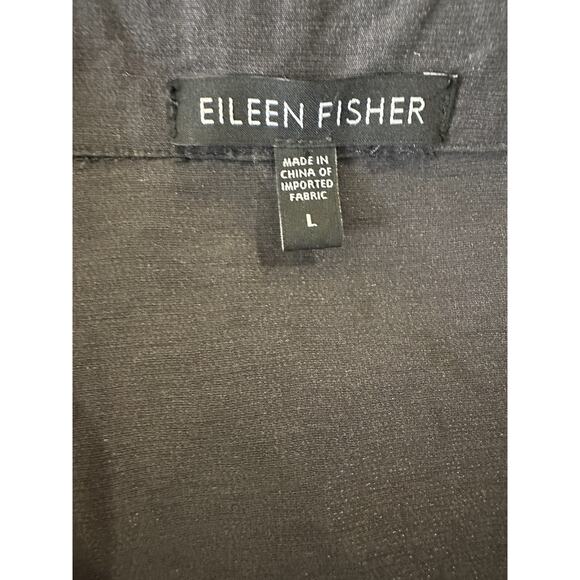 EILEEN FISHER
MADE IN
CHINA OF
IMPORTED
FABRIC
L